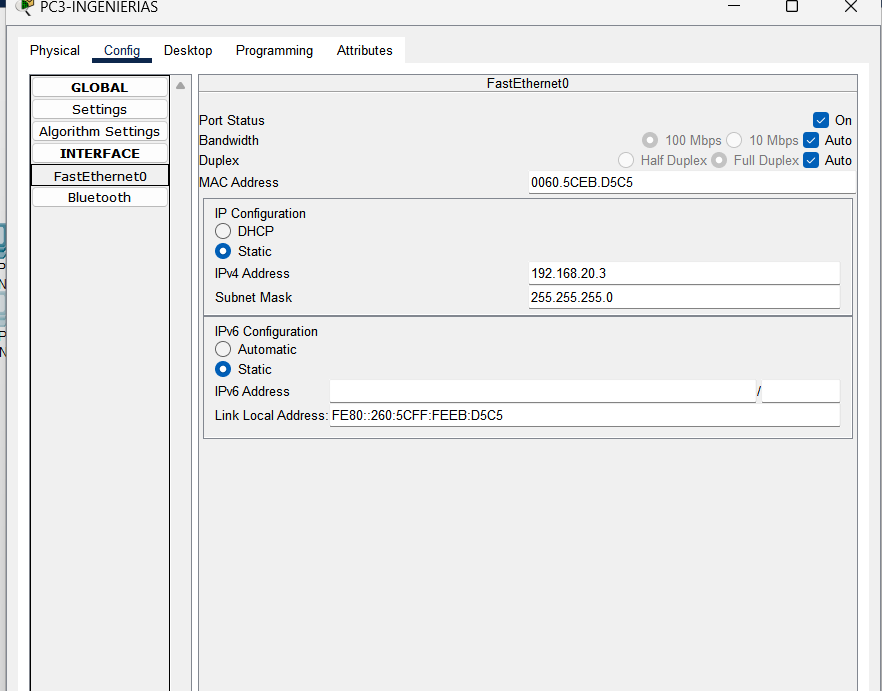 PC3-INGENIERIAS
Physical Config Desktop Programming Attributes
GLOBAL
Settings
Algorithm Settings
INTERFACE
FastEthernet0
Bluetooth
FastEthernet0
Port Status On
Bandwidth 100 Mbps 10 Mbps Auto
Duplex Half Duplex Full Duplex Auto
MAC Address 0060.5CEB.D5C5
IP Configuration
DHCP
Static
IPv4 Address 192.168.20.3
Subnet Mask 255.255.255.0
IPv6 Configuration
Automatic
Static
IPv6 Address /
Link Local Address: FE80::260:5CFF:FEEB:D5C5